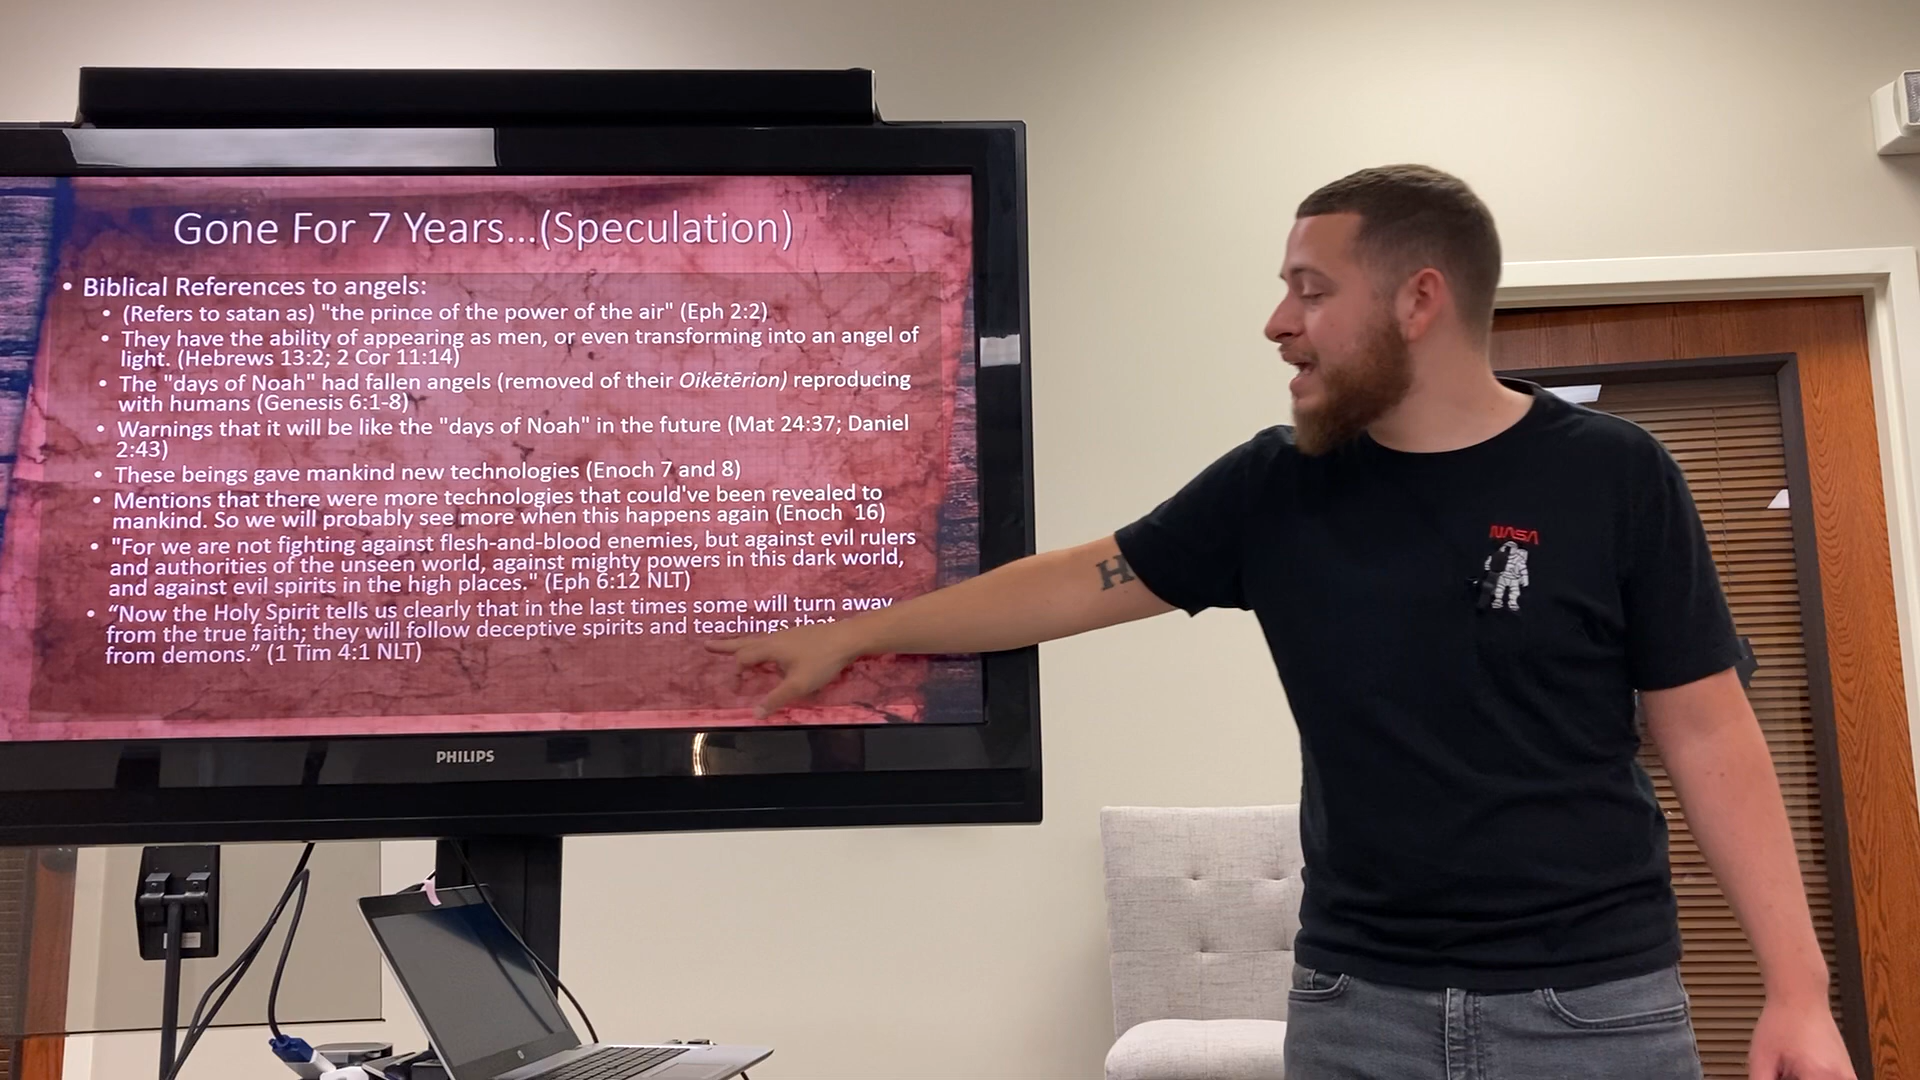 Gone For 7 Years...(Speculation)
• Biblical References to angels:
• (Refers to satan as) "the prince of the power of the air" (Eph 2:2)
• They have the ability of appearing as men, or even transforming into an angel of
light. (Hebrews 13:2; 2 Cor 11:14)
• The "days of Noah" had fallen angels (removed of their Oikētērion) reproducing
with humans (Genesis 6:1-8)
• Warnings that it will be like the "days of Noah" in the future (Mat 24:37; Daniel
2:43)
• These beings gave mankind new technologies (Enoch 7 and 8)
• Mentions that there were more technologies that could've been revealed to
mankind. So we will probably see more when this happens again (Enoch 16)
• "For we are not fighting against flesh-and-blood enemies, but against evil rulers
and authorities of the unseen world, against mighty powers in this dark world,
and against evil spirits in the high places." (Eph 6:12 NLT)
• “Now the Holy Spirit tells us clearly that in the last times some will turn away
from the true faith; they will follow deceptive spirits and teachings that
from demons.” (1 Tim 4:1 NLT)
PHILIPS
NASA
H